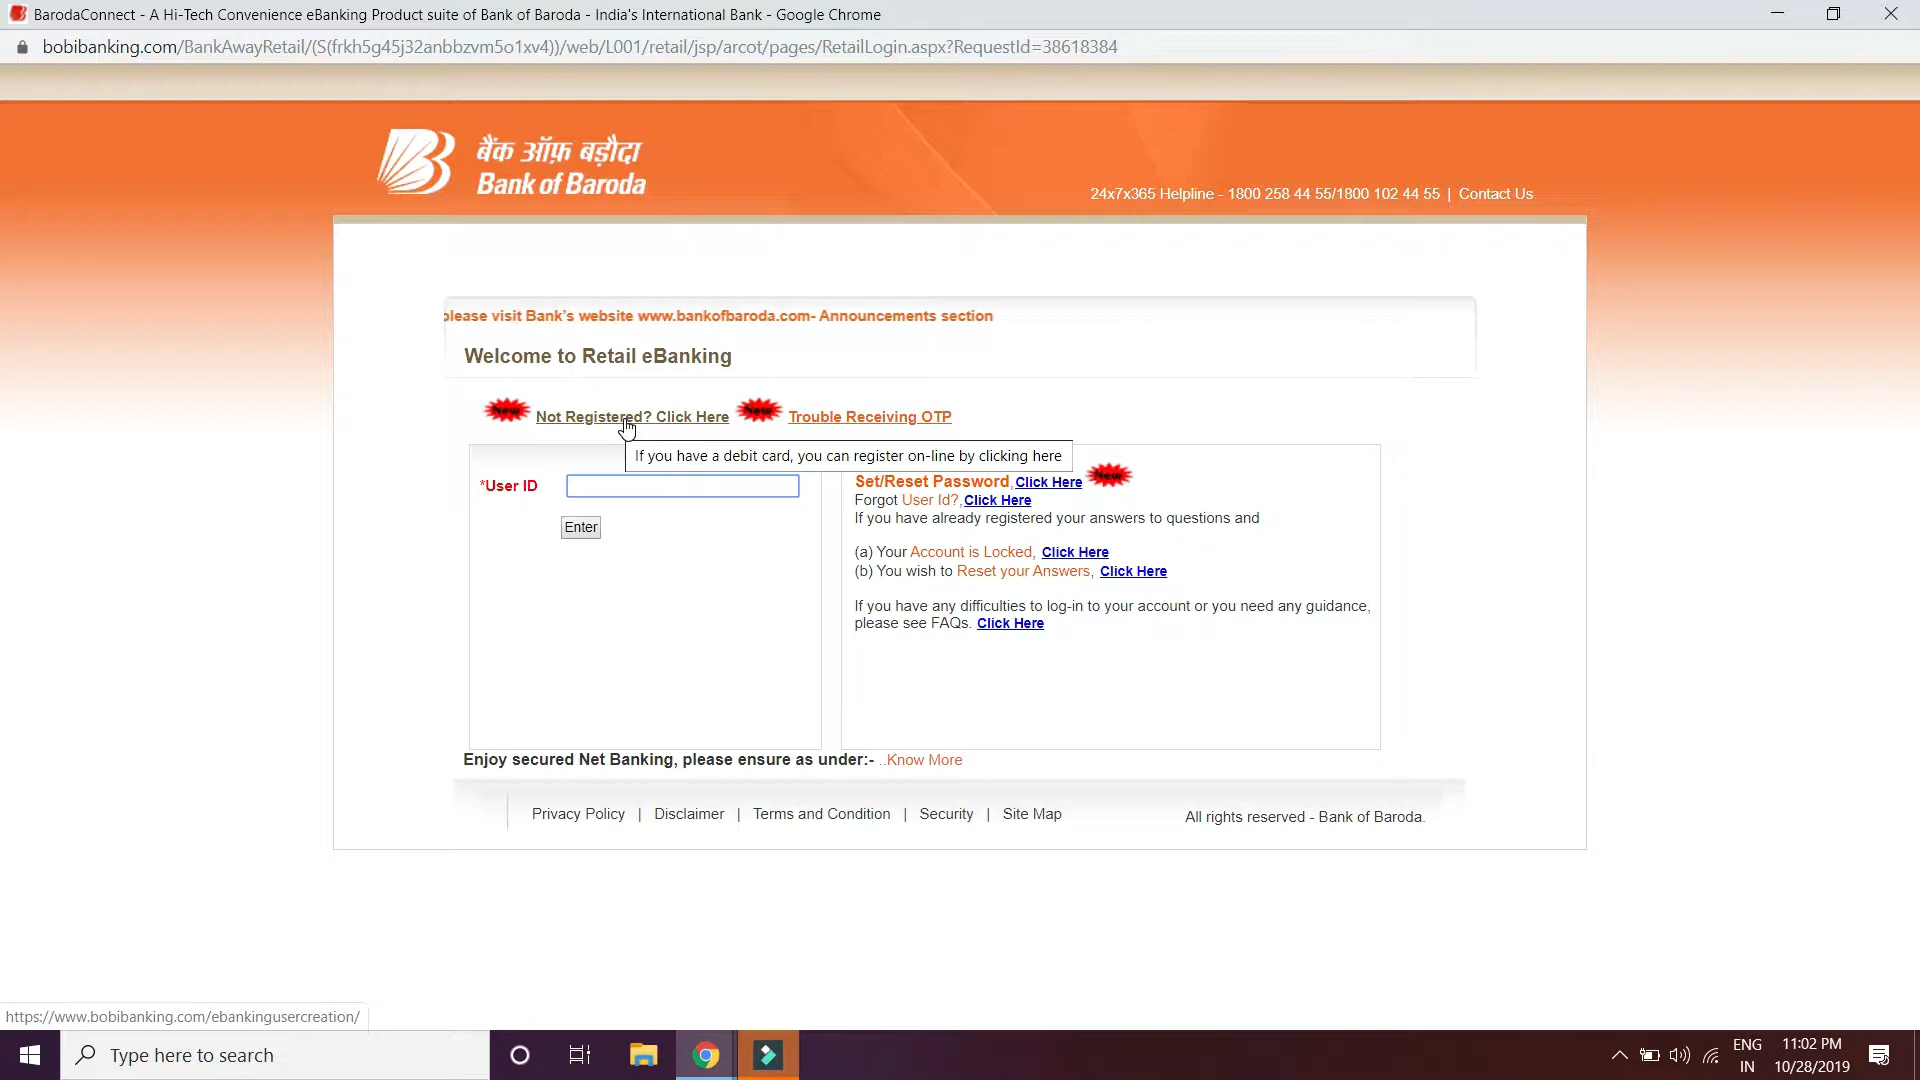 BarodaConnect - A Hi-Tech Convenience eBanking Product suite of Bank of Baroda - India's International Bank - Google Chrome
bobibanking.com/BankAwayRetail/(S(frkh5g45j32anbbzvm5o1xv4))/web/L001/retail/jsp/arcot/pages/RetailLogin.aspx?RequestId=38618384
बैंक ऑफ़ बड़ौदा
Bank of Baroda
24x7x365 Helpline - 1800 258 44 55/1800 102 44 55 | Contact Us
please visit Bank's website www.bankofbaroda.com- Announcements section
Welcome to Retail eBanking
New Not Registered? Click Here New Trouble Receiving OTP
If you have a debit card, you can register on-line by clicking here
*User ID
Enter
Set/Reset Password, Click Here New
Forgot User Id?, Click Here
If you have already registered your answers to questions and
(a) Your Account is Locked, Click Here
(b) You wish to Reset your Answers, Click Here
If you have any difficulties to log-in to your account or you need any guidance,
please see FAQs. Click Here
Enjoy secured Net Banking, please ensure as under:- ..Know More
Privacy Policy | Disclaimer | Terms and Condition | Security | Site Map
All rights reserved - Bank of Baroda.
https://www.bobibanking.com/ebankingusercreation/
Type here to search
ENG
IN
11:02 PM
10/28/2019